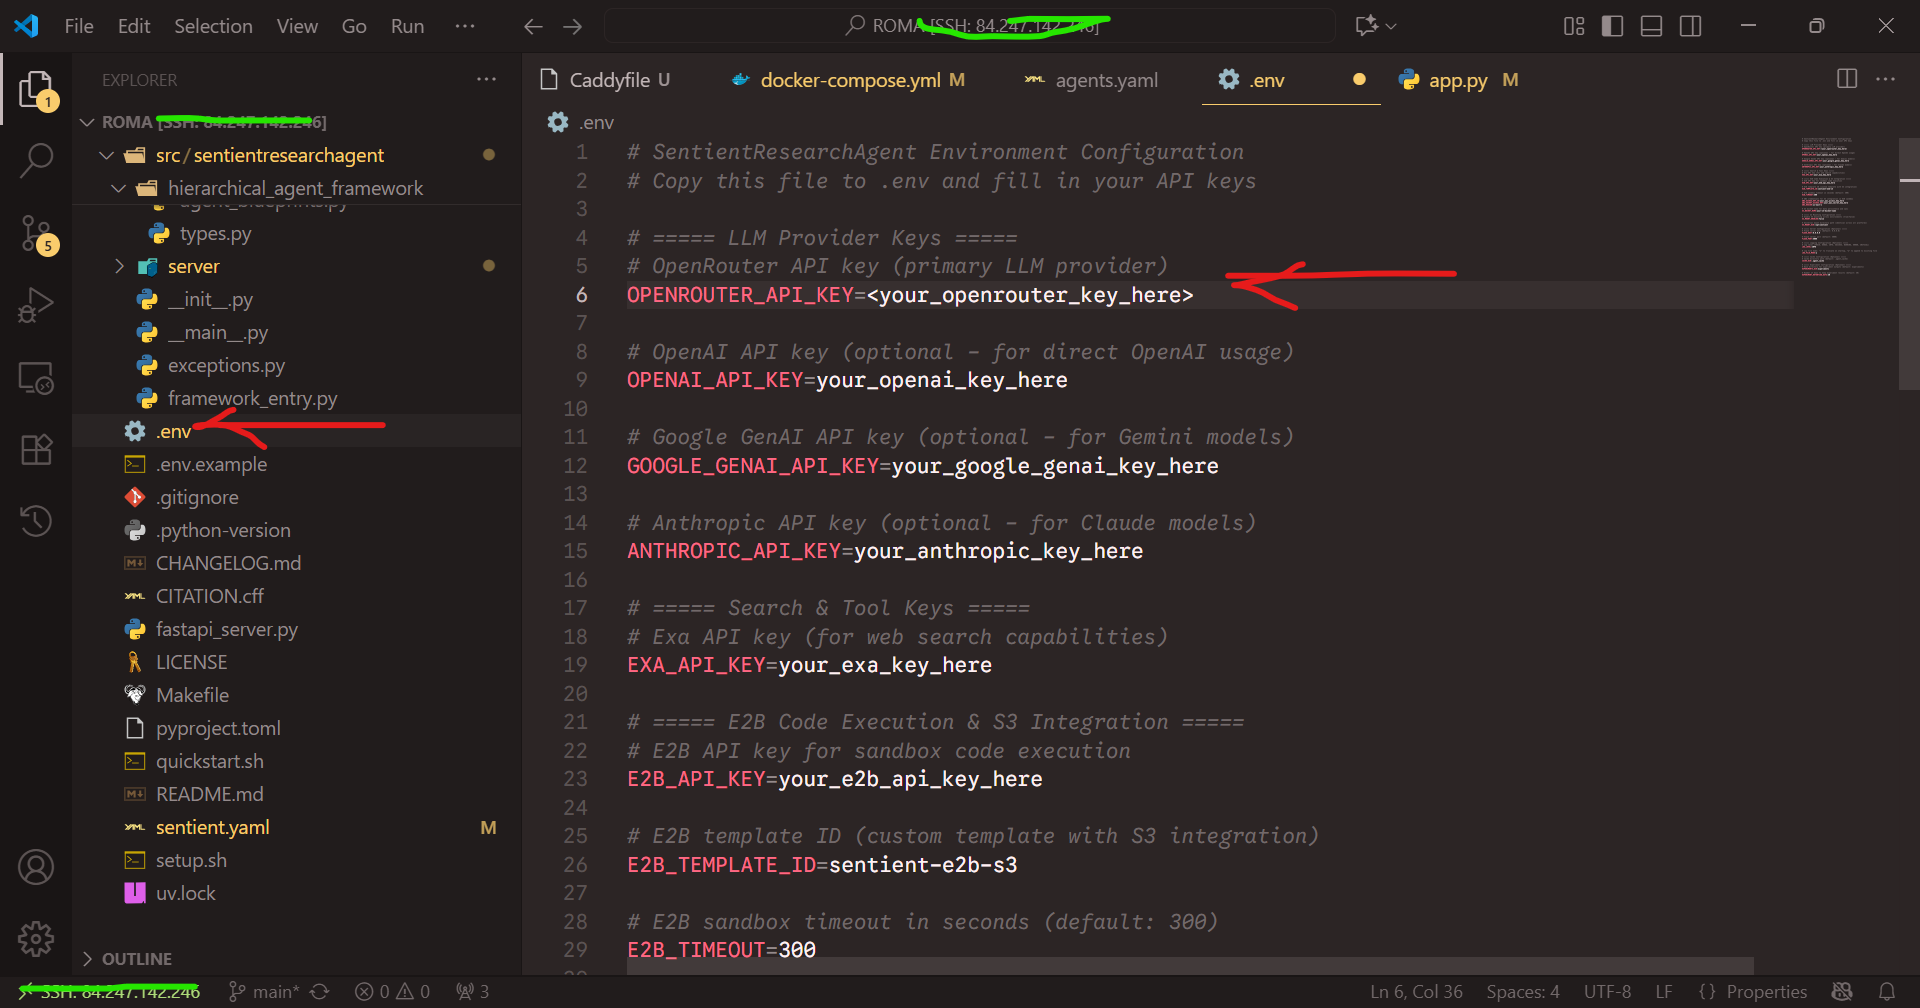 File Edit Selection View Go Run ···
ROMA [SSH: 84.247.142.246]
EXPLORER ···
1
ROMA [SSH: 84.247.142.246]
src/sentientresearchagent
hierarchical_agent_framework
agent_blueprints.py
types.py
server
__init__.py
__main__.py
exceptions.py
framework_entry.py
.env
.env.example
.gitignore
.python-version
CHANGELOG.md
CITATION.cff
fastapi_server.py
LICENSE
Makefile
pyproject.toml
quickstart.sh
README.md
sentient.yaml M
setup.sh
uv.lock
OUTLINE
5
Caddyfile U docker-compose.yml M agents.yaml .env app.py M
.env
1 # SentientResearchAgent Environment Configuration
2 # Copy this file to .env and fill in your API keys
3
4 # ===== LLM Provider Keys =====
5 # OpenRouter API key (primary LLM provider)
6 OPENROUTER_API_KEY=<your_openrouter_key_here>
7
8 # OpenAI API key (optional - for direct OpenAI usage)
9 OPENAI_API_KEY=your_openai_key_here
10
11 # Google GenAI API key (optional - for Gemini models)
12 GOOGLE_GENAI_API_KEY=your_google_genai_key_here
13
14 # Anthropic API key (optional - for Claude models)
15 ANTHROPIC_API_KEY=your_anthropic_key_here
16
17 # ===== Search & Tool Keys =====
18 # Exa API key (for web search capabilities)
19 EXA_API_KEY=your_exa_key_here
20
21 # ===== E2B Code Execution & S3 Integration =====
22 # E2B API key for sandbox code execution
23 E2B_API_KEY=your_e2b_api_key_here
24
25 # E2B template ID (custom template with S3 integration)
26 E2B_TEMPLATE_ID=sentient-e2b-s3
27
28 # E2B sandbox timeout in seconds (default: 300)
29 E2B_TIMEOUT=300
SSH: 84.247.142.246 main* 0 0 3 Ln 6, Col 36 Spaces: 4 UTF-8 LF {} Properties